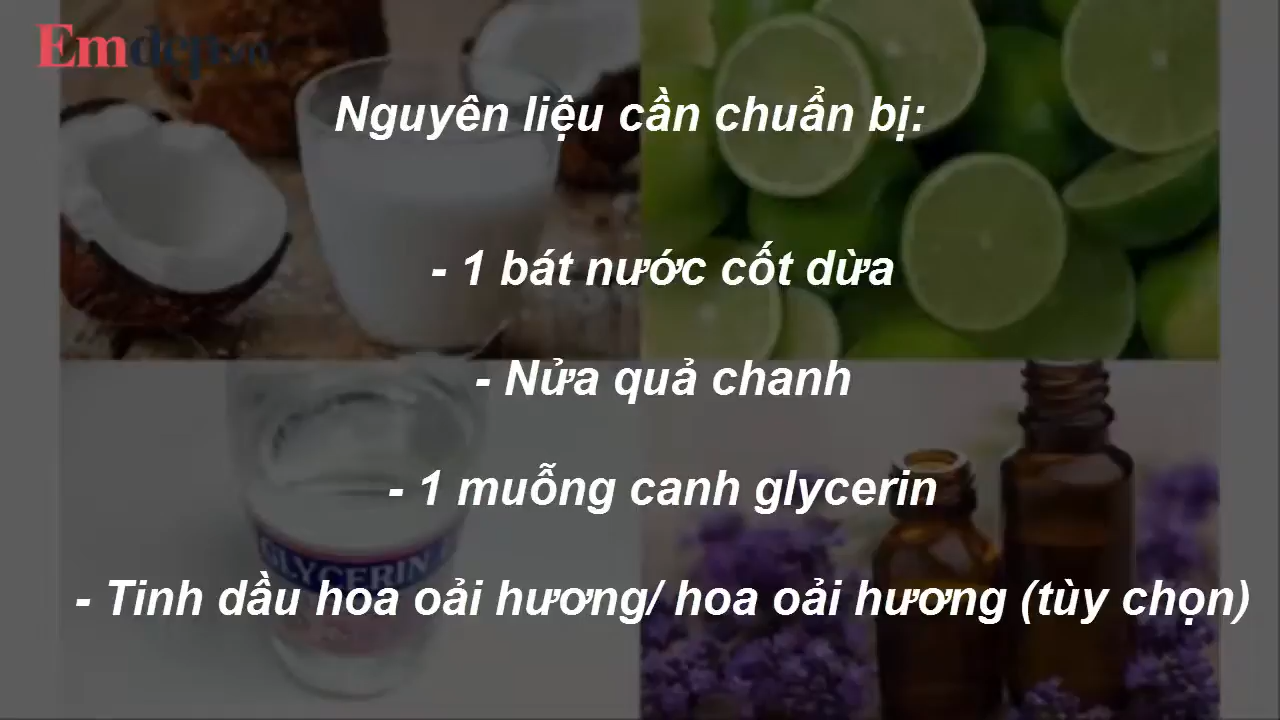 Emdep.vn
Nguyên liệu cần chuẩn bị:
- 1 bát nước cốt dừa
- Nửa quả chanh
- 1 muỗng canh glycerin
GLYCERIN
- Tinh dầu hoa oải hương/ hoa oải hương (tùy chọn)